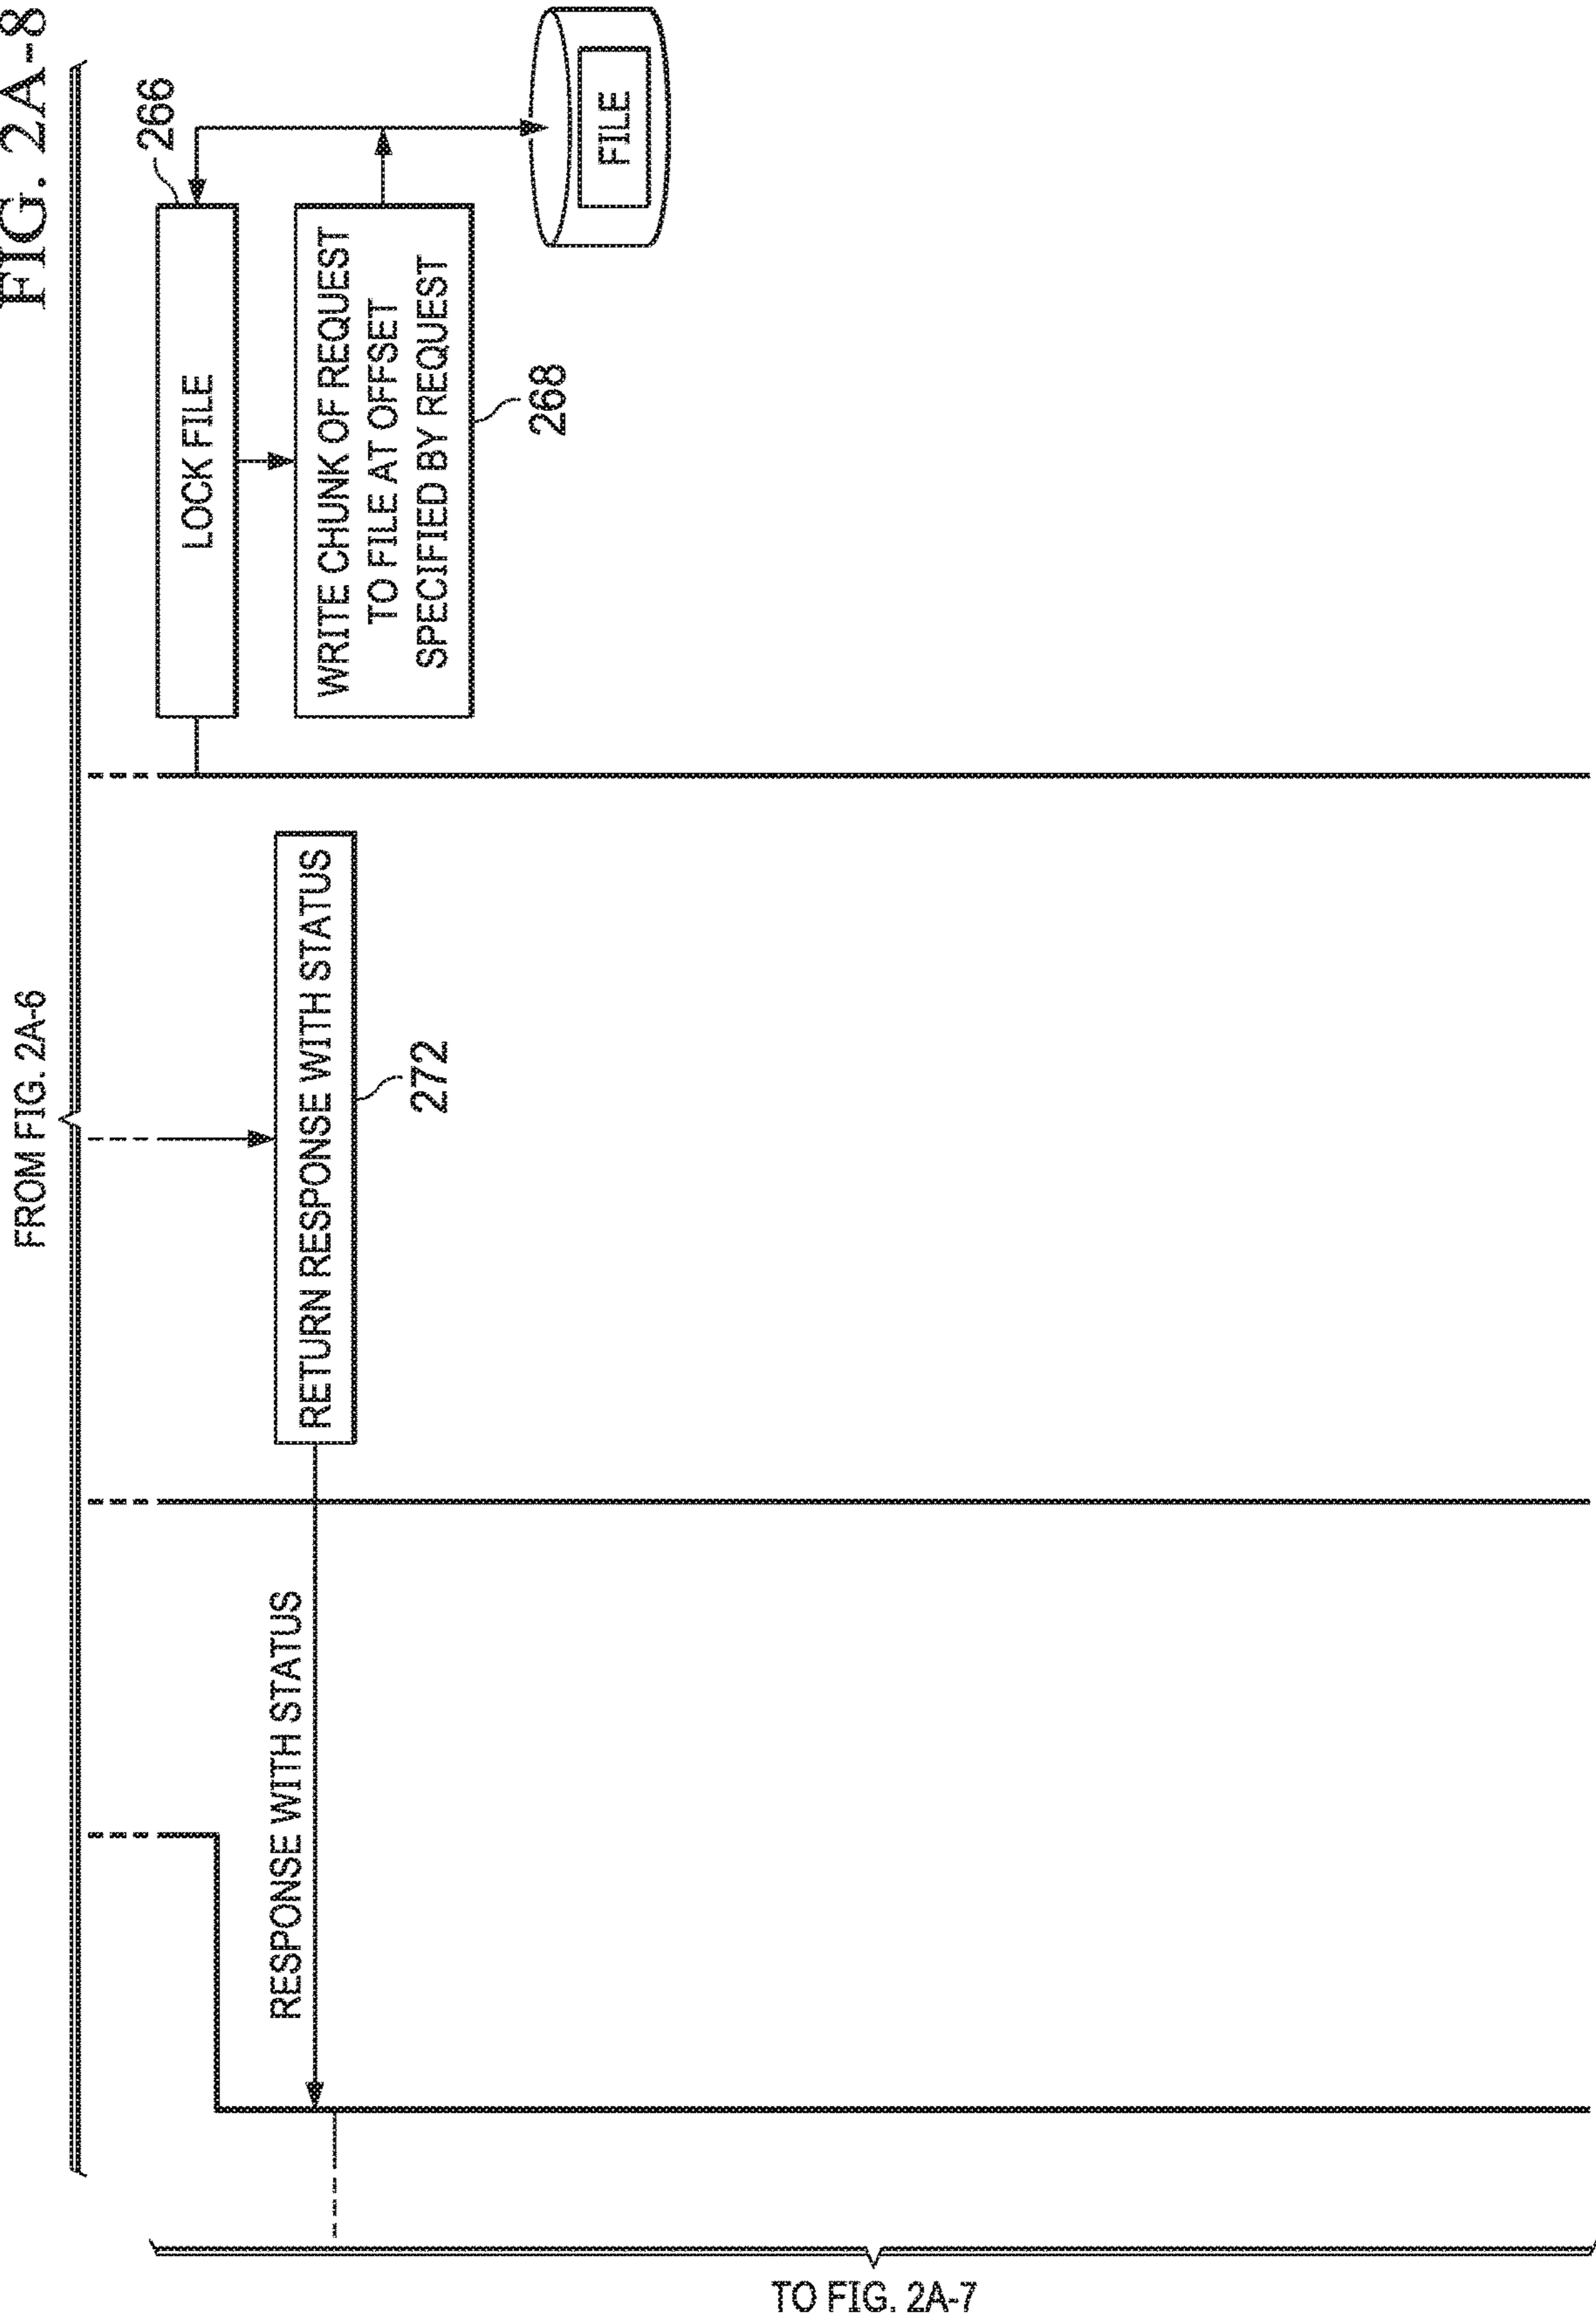 FIG. 2A-8
FROM FIG. 2A-6
266
LOCK FILE
WRITE CHUNK OF REQUEST
TO FILE AT OFFSET
SPECIFIED BY REQUEST
268
FILE
RETURN RESPONSE WITH STATUS
272
RESPONSE WITH STATUS
TO FIG. 2A-7